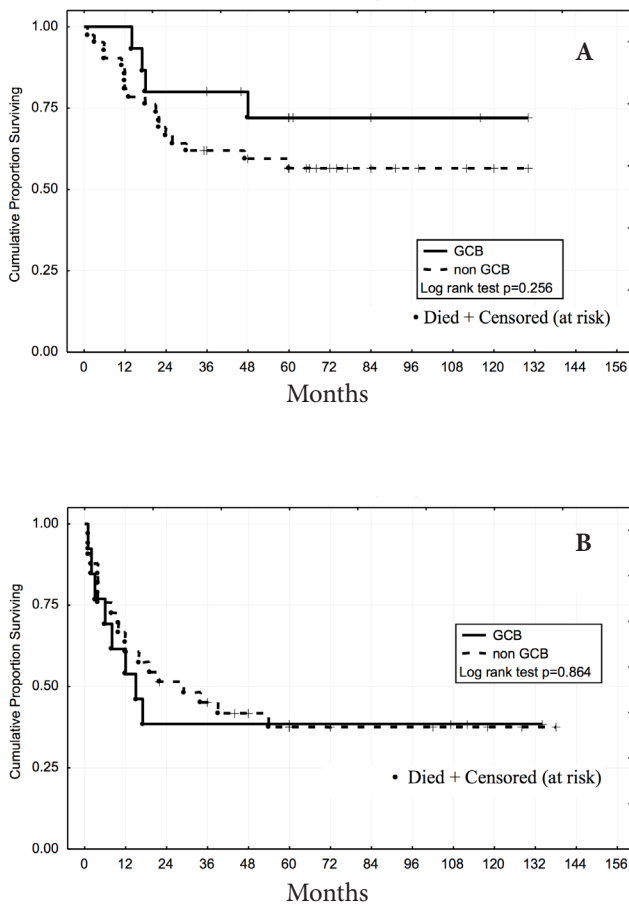 A
1.00
0.75
0.50
0.25
0.00
Cumulative Proportion Surviving
GCB
non GCB
Log rank test p=0.256
• Died + Censored (at risk)
0 12 24 36 48 60 72 84 96 108 120 132 144 156
Months
B
1.00
0.75
0.50
0.25
0.00
Cumulative Proportion Surviving
GCB
non GCB
Log rank test p=0.864
• Died + Censored (at risk)
0 12 24 36 48 60 72 84 96 108 120 132 144 156
Months